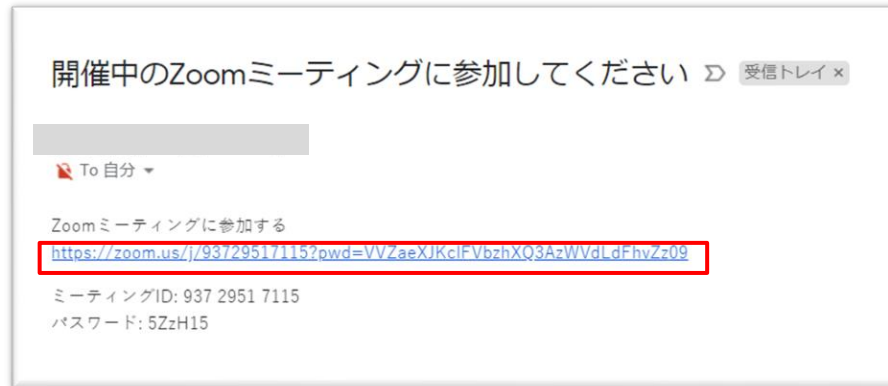 開催中のZoomミーティングに参加してください 受信トレイ ×
To 自分
Zoomミーティングに参加する
https://zoom.us/j/93729517115?pwd=VVZaeXJKclFVbzhXQ3AzWVdLdFhvZz09
ミーティングID: 937 2951 7115
パスワード: 5ZzH15